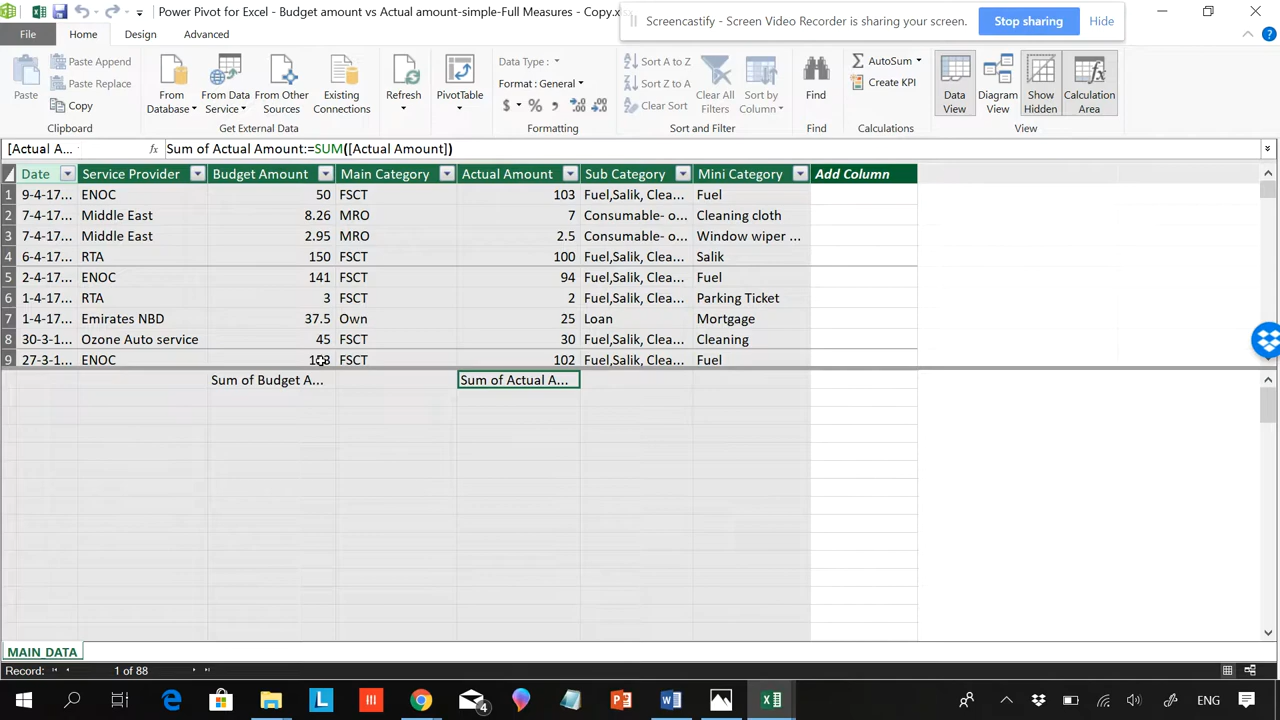 Power Pivot for Excel - Budget amount vs Actual amount-simple-Full Measures - Copy.x
Screencastify - Screen Video Recorder is sharing your screen.
Stop sharing
Hide
File
Home
Design
Advanced
Paste
Paste Append
Paste Replace
Copy
Clipboard
From Database
From Data Service
From Other Sources
Existing Connections
Get External Data
Refresh
PivotTable
Data Type :
Format : General
$ % ,
Formatting
Sort A to Z
Sort Z to A
Clear Sort
Clear All Filters
Sort by Column
Sort and Filter
Find
Find
AutoSum
Create KPI
Calculations
Data View
Diagram View
Show Hidden
Calculation Area
View
[Actual A...
fx
Sum of Actual Amount:=SUM([Actual Amount])
Date Service Provider Budget Amount Main Category Actual Amount Sub Category Mini Category Add Column
1 9-4-17... ENOC 50 FSCT 103 Fuel,Salik, Clea... Fuel
2 7-4-17... Middle East 8.26 MRO 7 Consumable- o... Cleaning cloth
3 7-4-17... Middle East 2.95 MRO 2.5 Consumable- o... Window wiper ...
4 6-4-17... RTA 150 FSCT 100 Fuel,Salik, Clea... Salik
5 2-4-17... ENOC 141 FSCT 94 Fuel,Salik, Clea... Fuel
6 1-4-17... RTA 3 FSCT 2 Fuel,Salik, Clea... Parking Ticket
7 1-4-17... Emirates NBD 37.5 Own 25 Loan Mortgage
8 30-3-1... Ozone Auto service 45 FSCT 30 Fuel,Salik, Clea... Cleaning
9 27-3-1... ENOC FSCT 102 Fuel,Salik, Clea... Fuel
Sum of Budget A... Sum of Actual A...
MAIN_DATA
Record: 1 of 88
4
ENG